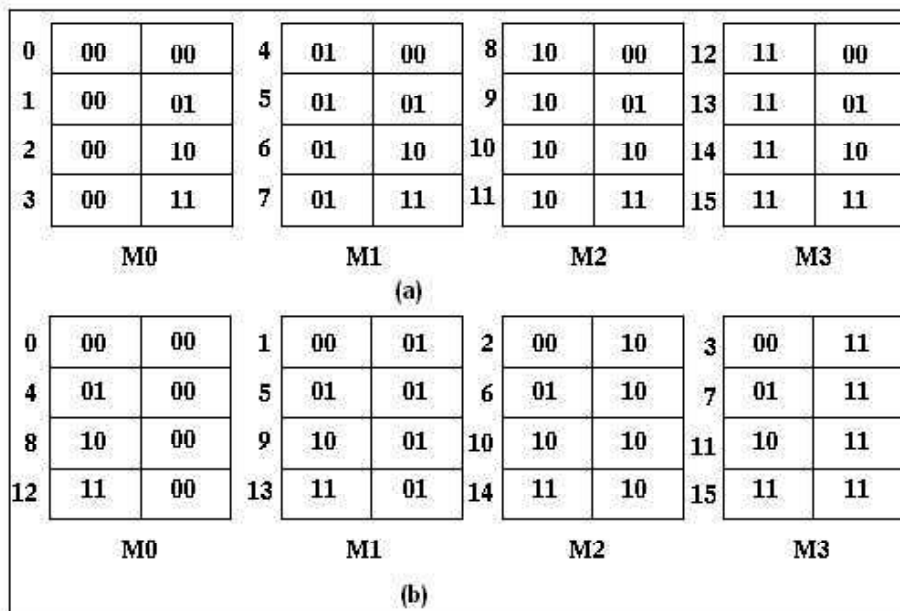 0 00 00 4 01 00 8 10 00 12 11 00
1 00 01 5 01 01 9 10 01 13 11 01
2 00 10 6 01 10 10 10 10 14 11 10
3 00 11 7 01 11 11 10 11 15 11 11
M0 M1 M2 M3
(a)
0 00 00 1 00 01 2 00 10 3 00 11
4 01 00 5 01 01 6 01 10 7 01 11
8 10 00 9 10 01 10 10 10 11 10 11
12 11 00 13 11 01 14 11 10 15 11 11
M0 M1 M2 M3
(b)